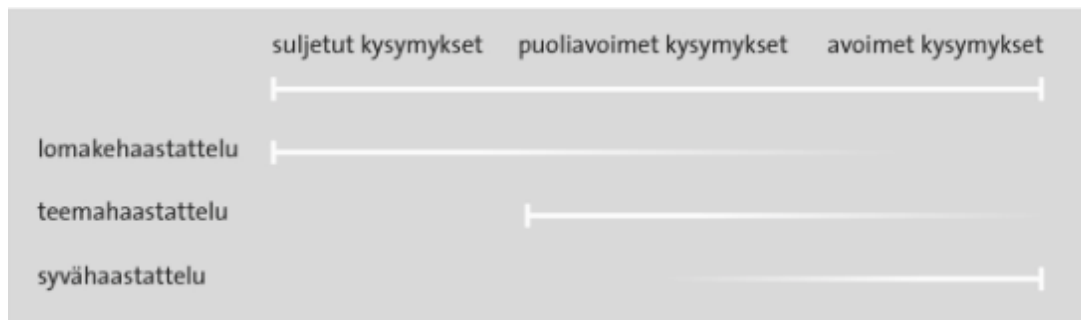 suljetut kysymykset puoliavoimet kysymykset avoimet kysymykset
lomakehaastattelu
teemahaastattelu
syvähaastattelu